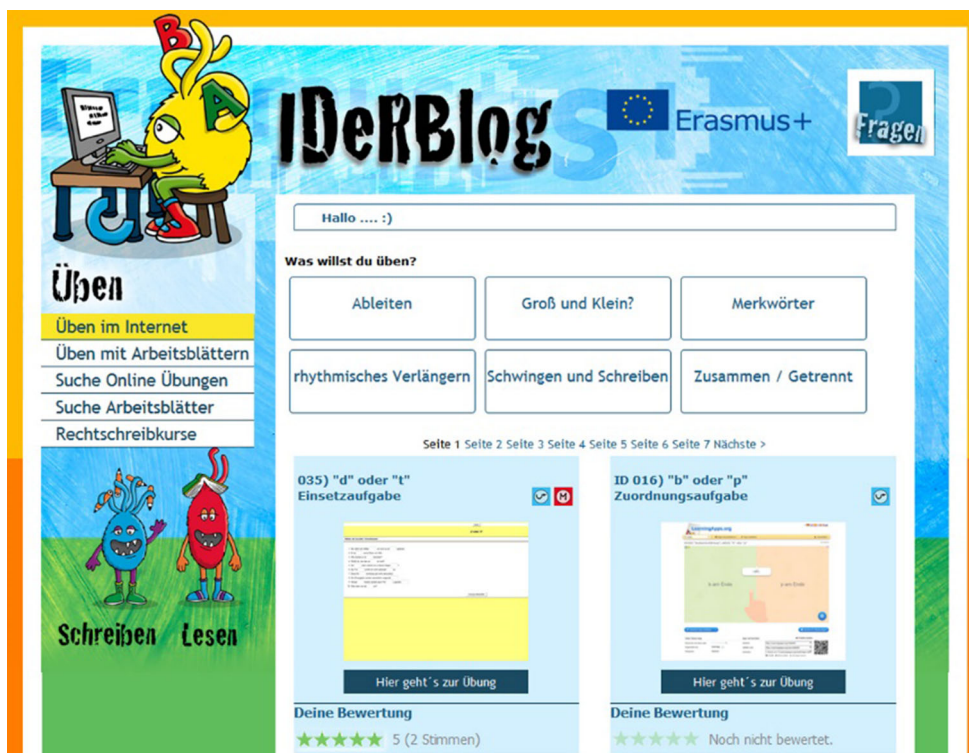 IDeRBlog
Erasmus+
Fragen
Hallo .... :)
Üben
Üben im Internet
Üben mit Arbeitsblättern
Suche Online Übungen
Suche Arbeitsblätter
Rechtschreibkurse
Schreiben Lesen
Was willst du üben?
Ableiten
Groß und Klein?
Merkwörter
rhythmisches Verlängern
Schwingen und Schreiben
Zusammen / Getrennt
Seite 1 Seite 2 Seite 3 Seite 4 Seite 5 Seite 6 Seite 7 Nächste >
035) "d" oder "t"
Einsetzaufgabe
M
Hier geht´s zur Übung
Deine Bewertung
5 (2 Stimmen)
ID 016) "b" oder "p"
Zuordnungsaufgabe
LearningApps.org
Hier geht´s zur Übung
Deine Bewertung
Noch nicht bewertet.